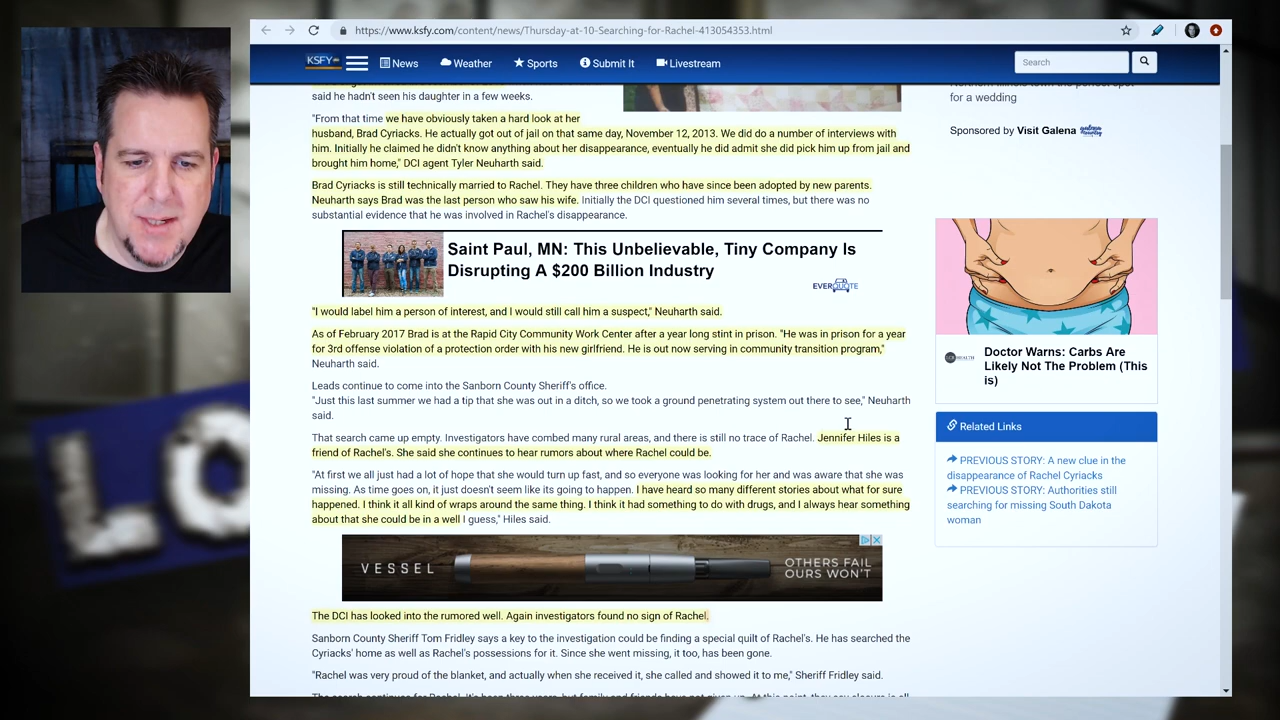 https://www.ksfy.com/content/news/Thursday-at-10-Searching-for-Rachel-413054353.html
KSFY
News
Weather
Sports
Submit It
Livestream
Search
said he hadn't seen his daughter in a few weeks.
"From that time we have obviously taken a hard look at her
husband, Brad Cyriacks. He actually got out of jail on that same day, November 12, 2013. We did do a number of interviews with
him. Initially he claimed he didn't know anything about her disappearance, eventually he did admit she did pick him up from jail and
brought him home," DCI agent Tyler Neuharth said.
Brad Cyriacks is still technically married to Rachel. They have three children who have since been adopted by new parents.
Neuharth says Brad was the last person who saw his wife. Initially the DCI questioned him several times, but there was no
substantial evidence that he was involved in Rachel's disappearance.
Saint Paul, MN: This Unbelievable, Tiny Company Is
Disrupting A $200 Billion Industry
EVERQUOTE
"I would label him a person of interest, and I would still call him a suspect," Neuharth said.
As of February 2017 Brad is at the Rapid City Community Work Center after a year long stint in prison. "He was in prison for a year
for 3rd offense violation of a protection order with his new girlfriend. He is out now serving in community transition program,"
Neuharth said.
Leads continue to come into the Sanborn County Sheriff's office.
"Just this last summer we had a tip that she was out in a ditch, so we took a ground penetrating system out there to see," Neuharth
said.
That search came up empty. Investigators have combed many rural areas, and there is still no trace of Rachel. Jennifer Hiles is a
friend of Rachel's. She said she continues to hear rumors about where Rachel could be.
"At first we all just had a lot of hope that she would turn up fast, and so everyone was looking for her and was aware that she was
missing. As time goes on, it just doesn't seem like its going to happen. I have heard so many different stories about what for sure
happened. I think it all kind of wraps around the same thing. I think it had something to do with drugs, and I always hear something
about that she could be in a well I guess," Hiles said.
VESSEL
OTHERS FAIL
OURS WON'T
The DCI has looked into the rumored well. Again investigators found no sign of Rachel.
Sanborn County Sheriff Tom Fridley says a key to the investigation could be finding a special quilt of Rachel's. He has searched the
Cyriacks' home as well as Rachel's possessions for it. Since she went missing, it too, has been gone.
"Rachel was very proud of the blanket, and actually when she received it, she called and showed it to me," Sheriff Fridley said.
for a wedding
Sponsored by Visit Galena
Doctor Warns: Carbs Are
Likely Not The Problem (This
is)
Related Links
PREVIOUS STORY: A new clue in the
disappearance of Rachel Cyriacks
PREVIOUS STORY: Authorities still
searching for missing South Dakota
woman
LO